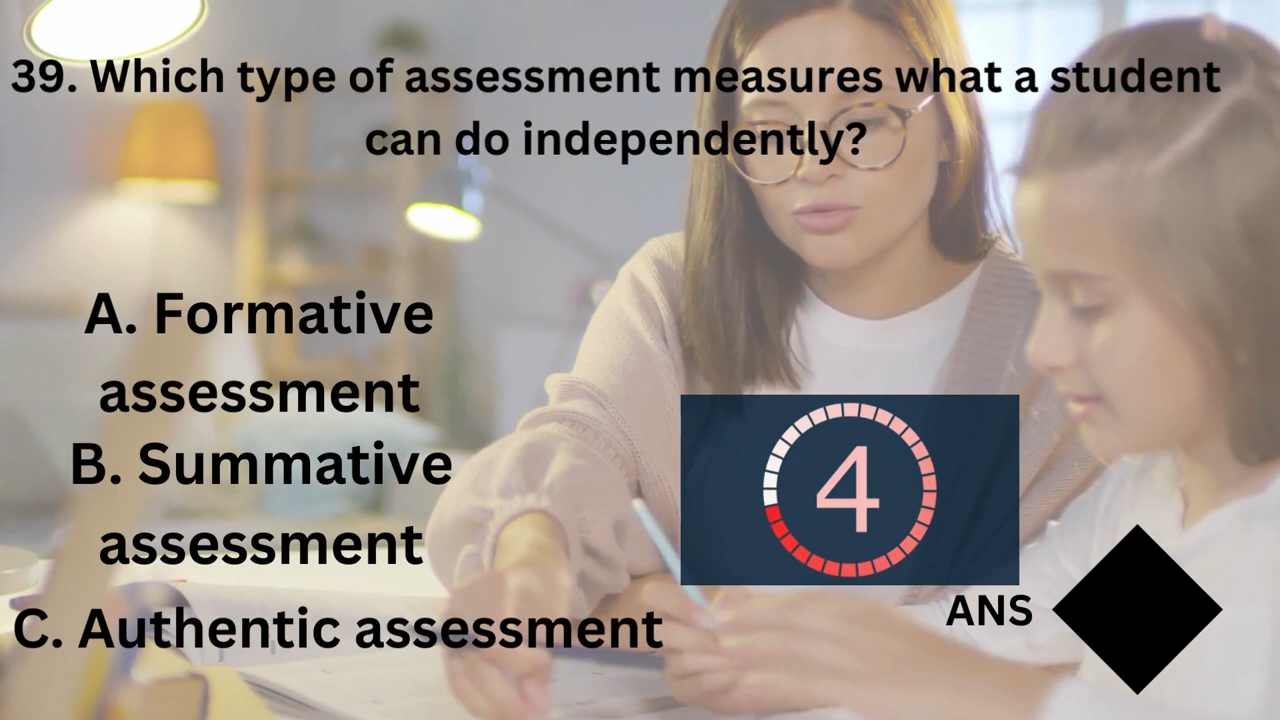 39. Which type of assessment measures what a student
can do independently?
A. Formative
assessment
B. Summative
assessment
C. Authentic assessment
4
ANS